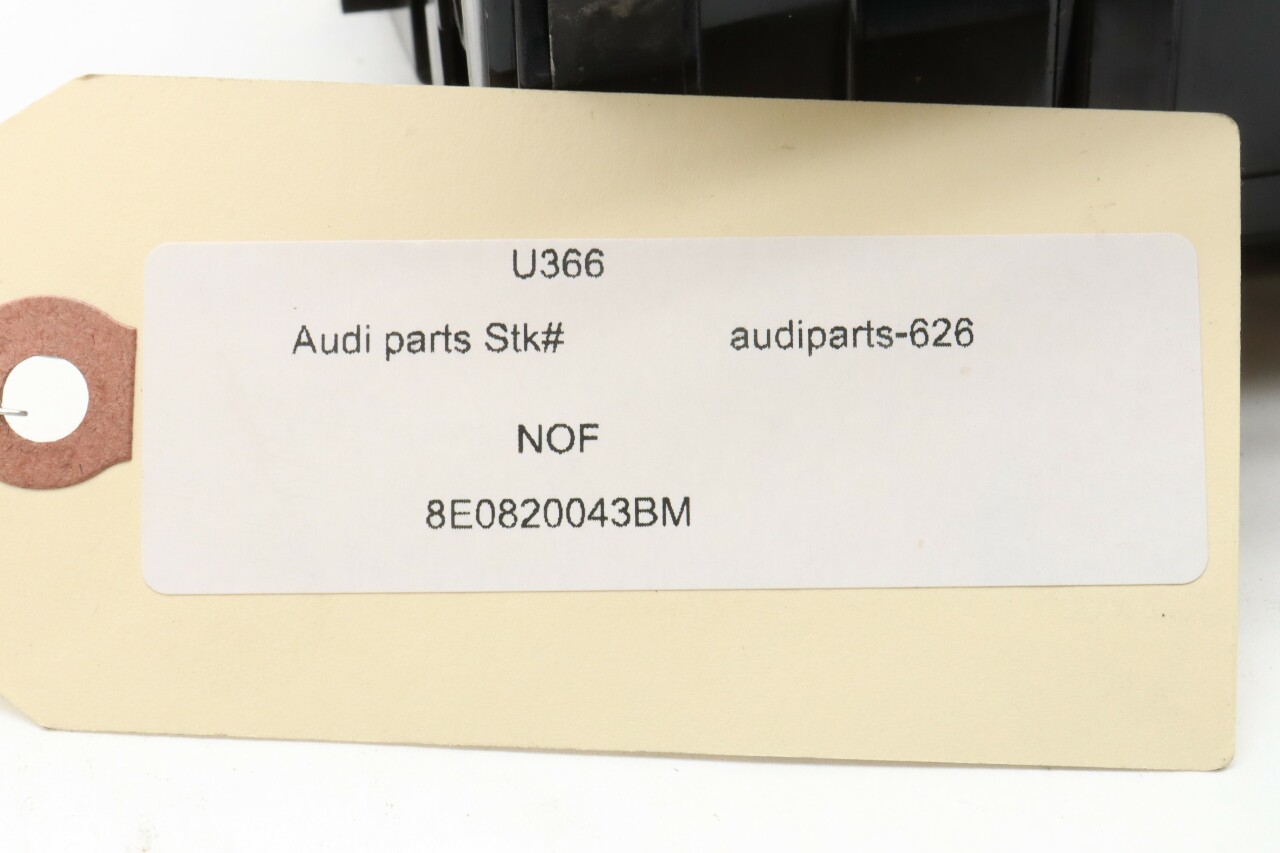 U366
Audi parts Stk# audiparts-626
NOF
8E0820043BM